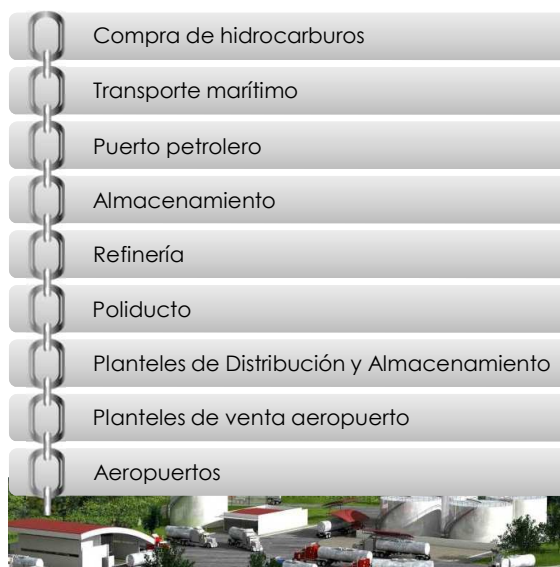 Compra de hidrocarburos
Transporte marítimo
Puerto petrolero
Almacenamiento
Refinería
Poliducto
Planteles de Distribución y Almacenamiento
Planteles de venta aeropuerto
Aeropuertos